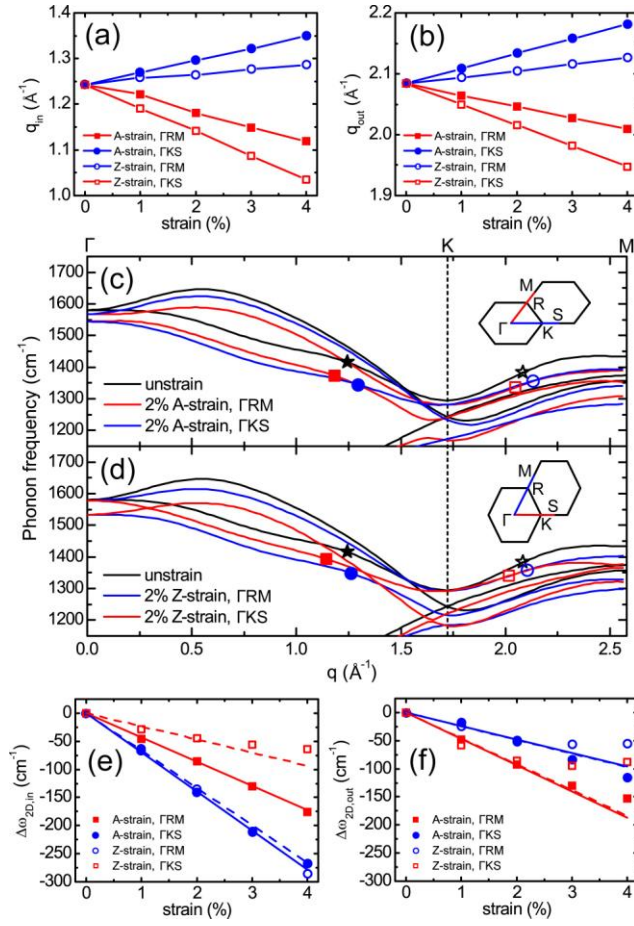 (a)
q_in (Å⁻¹)
1.4
1.3
1.2
1.1
1.0
A-strain, ΓRM
A-strain, ΓKS
Z-strain, ΓRM
Z-strain, ΓKS
0 1 2 3 4
strain (%)
(b)
q_out (Å⁻¹)
2.2
2.1
2.0
1.9
A-strain, ΓRM
A-strain, ΓKS
Z-strain, ΓRM
Z-strain, ΓKS
0 1 2 3 4
strain (%)
Γ K M
Phonon frequency (cm⁻¹)
(c)
1700
1600
1500
1400
1300
1200
unstrain
2% A-strain, ΓRM
2% A-strain, ΓKS
M
R
S
Γ
K
(d)
1700
1600
1500
1400
1300
1200
unstrain
2% Z-strain, ΓRM
2% Z-strain, ΓKS
M
R
S
Γ
K
0.0 0.5 1.0 1.5 2.0 2.5
q (Å⁻¹)
(e)
Δω_2D,in (cm⁻¹)
0
-50
-100
-150
-200
-250
-300
A-strain, ΓRM
A-strain, ΓKS
Z-strain, ΓRM
Z-strain, ΓKS
0 1 2 3 4
strain (%)
(f)
Δω_2D,out (cm⁻¹)
0
-50
-100
-150
-200
-250
-300
A-strain, ΓRM
A-strain, ΓKS
Z-strain, ΓRM
Z-strain, ΓKS
0 1 2 3 4
strain (%)